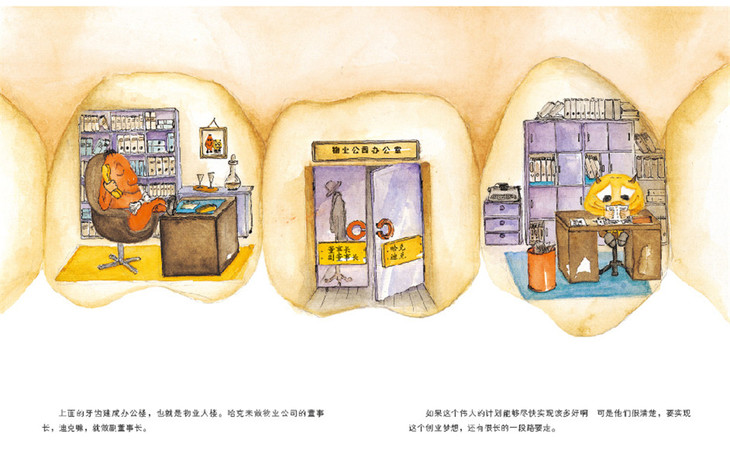 物业公司办公室
董事长
副董事长
哈克
迪克
上面的牙齿建成办公楼，也就是物业大楼。哈克来做物业公司的董事
长，迪克嘛，就做副董事长。
如果这个伟大的计划能够尽快实现该多好啊 可是他们很清楚，要实现
这个创业梦想，还有很长的一段路要走。